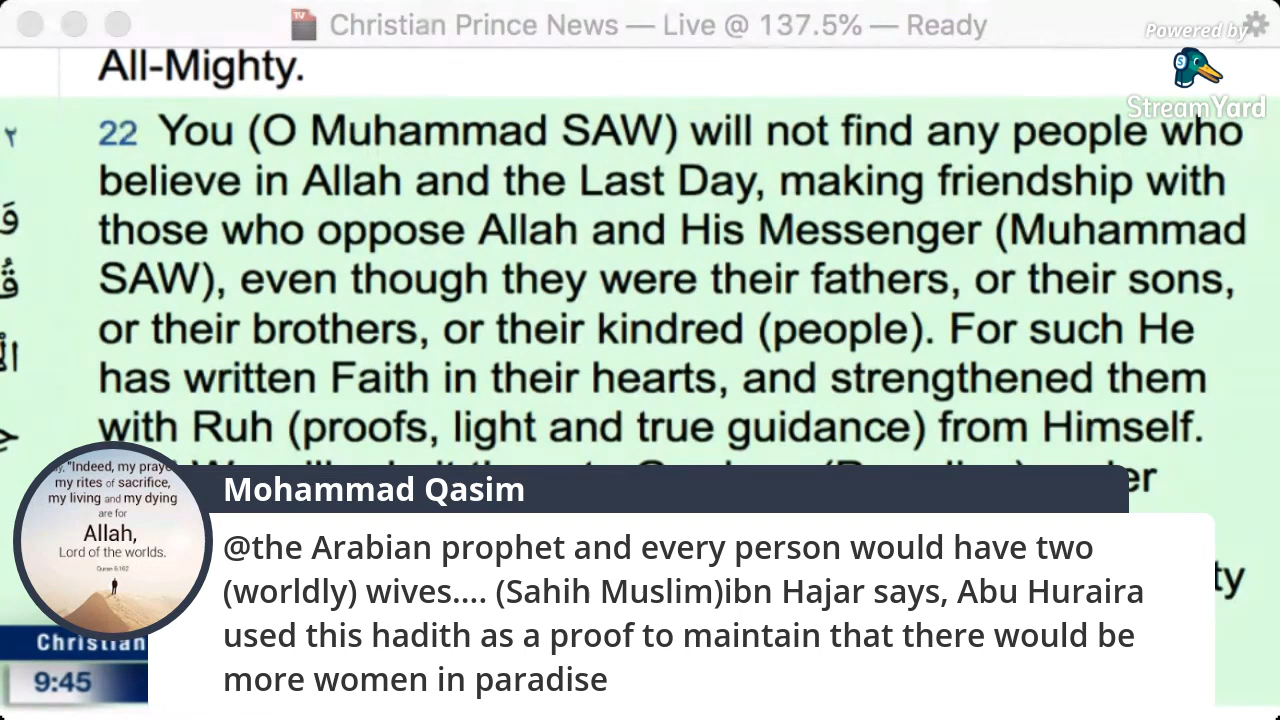 Christian Prince News — Live @ 137.5% — Ready
Powered by
StreamYard
All-Mighty.
22 You (O Muhammad SAW) will not find any people who
believe in Allah and the Last Day, making friendship with
those who oppose Allah and His Messenger (Muhammad
SAW), even though they were their fathers, or their sons,
or their brothers, or their kindred (people). For such He
has written Faith in their hearts, and strengthened them
with Ruh (proofs, light and true guidance) from Himself.
"Indeed, my
my rites of sacrifice,
my living and my dying
are for
Allah,
Lord of the worlds.
Quran 6:162
Mohammad Qasim
@the Arabian prophet and every person would have two
(worldly) wives.... (Sahih Muslim)ibn Hajar says, Abu Huraira
used this hadith as a proof to maintain that there would be
more women in paradise
Christian
9:45